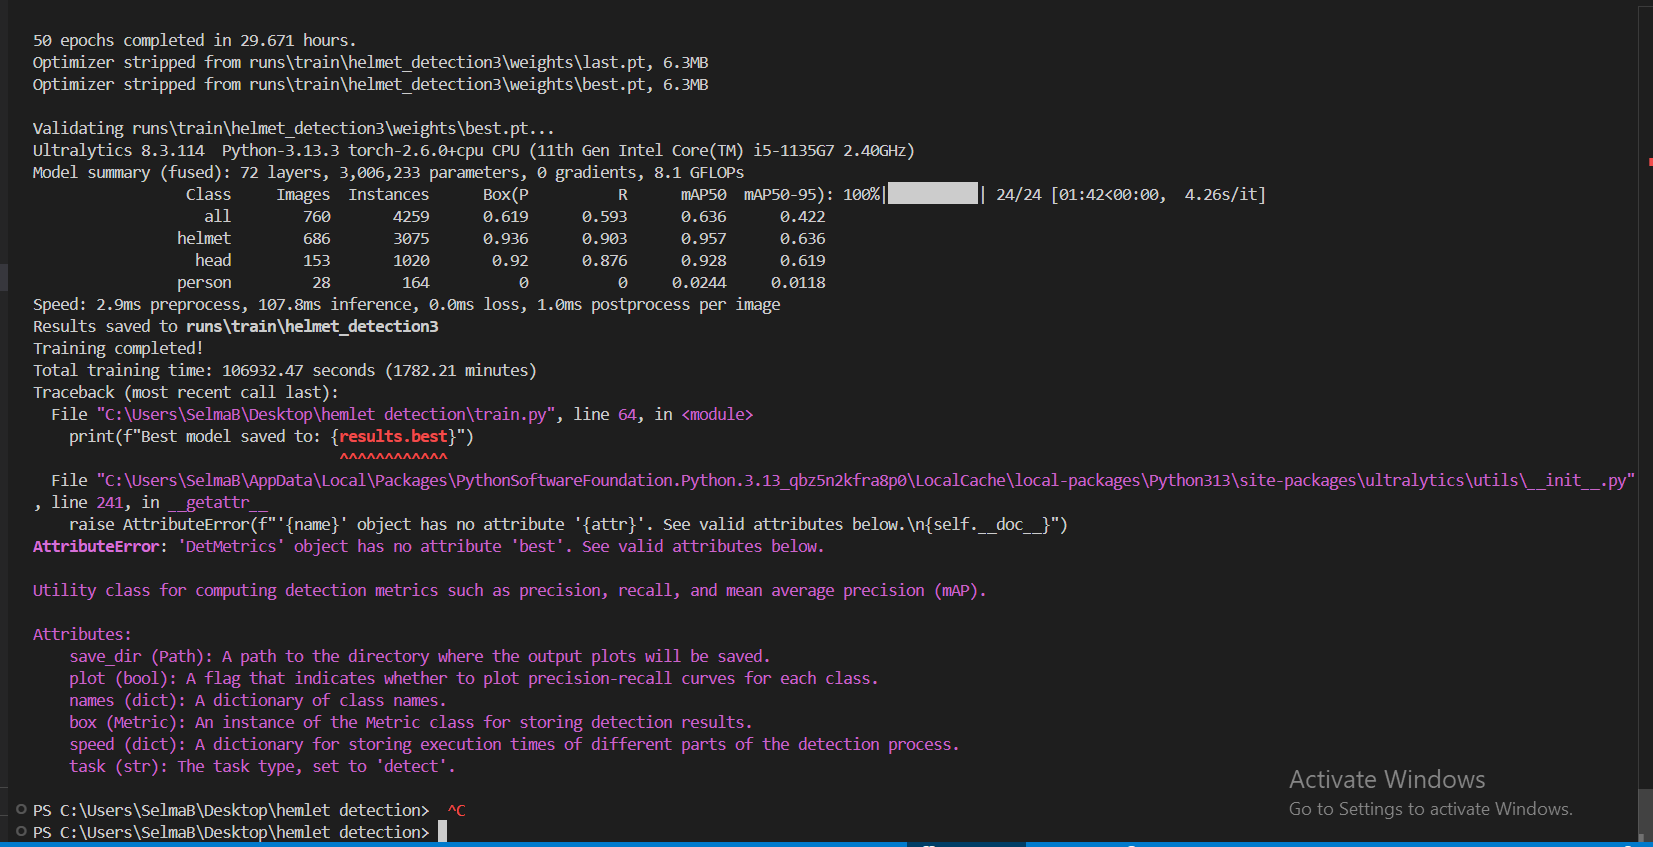 50 epochs completed in 29.671 hours.
Optimizer stripped from runs\train\helmet_detection3\weights\last.pt, 6.3MB
Optimizer stripped from runs\train\helmet_detection3\weights\best.pt, 6.3MB
Validating runs\train\helmet_detection3\weights\best.pt...
Ultralytics 8.3.114  Python-3.13.3 torch-2.6.0+cpu CPU (11th Gen Intel Core(TM) i5-1135G7 2.40GHz)
Model summary (fused): 72 layers, 3,006,233 parameters, 0 gradients, 8.1 GFLOPs
Class     Images  Instances      Box(P          R      mAP50  mAP50-95): 100%|██████████| 24/24 [01:42<00:00,  4.26s/it]
all        760       4259      0.619      0.593      0.636      0.422
helmet        686       3075      0.936      0.903      0.957      0.636
head        153       1020       0.92      0.876      0.928      0.619
person         28        164          0          0     0.0244     0.0118
Speed: 2.9ms preprocess, 107.8ms inference, 0.0ms loss, 1.0ms postprocess per image
Results saved to runs\train\helmet_detection3
Training completed!
Total training time: 106932.47 seconds (1782.21 minutes)
Traceback (most recent call last):
  File "C:\Users\SelmaB\Desktop\hemlet detection\train.py", line 64, in <module>
    print(f"Best model saved to: {results.best}")
                                  ^^^^^^^^^^^^
  File "C:\Users\SelmaB\AppData\Local\Packages\PythonSoftwareFoundation.Python.3.13_qbz5n2kfra8p0\LocalCache\local-packages\Python313\site-packages\ultralytics\utils\__init__.py"
, line 241, in __getattr__
    raise AttributeError(f"'{name}' object has no attribute '{attr}'. See valid attributes below.\n{self.__doc__}")
AttributeError: 'DetMetrics' object has no attribute 'best'. See valid attributes below.
Utility class for computing detection metrics such as precision, recall, and mean average precision (mAP).
Attributes:
    save_dir (Path): A path to the directory where the output plots will be saved.
    plot (bool): A flag that indicates whether to plot precision-recall curves for each class.
    names (dict): A dictionary of class names.
    box (Metric): An instance of the Metric class for storing detection results.
    speed (dict): A dictionary for storing execution times of different parts of the detection process.
    task (str): The task type, set to 'detect'.
Activate Windows
Go to Settings to activate Windows.
PS C:\Users\SelmaB\Desktop\hemlet detection>  ^C
PS C:\Users\SelmaB\Desktop\hemlet detection>